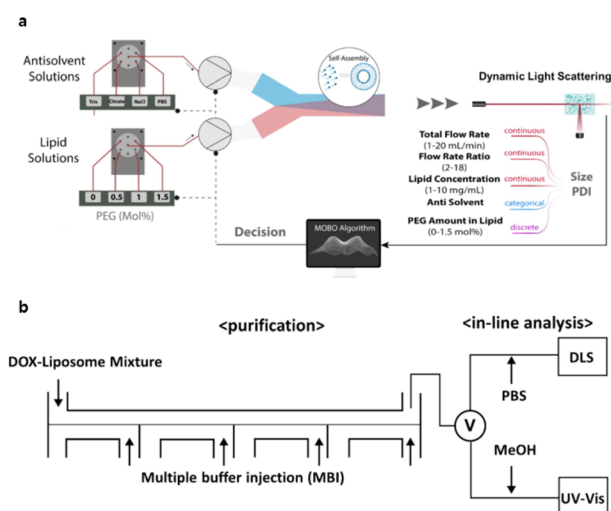 a
Antisolvent
Solutions
Tris Citrate NaCl PBS
Lipid
Solutions
0 0.5 1 1.5
PEG (Mol%)
Self-Assembly
Dynamic Light Scattering
Total Flow Rate continuous
(1-20 mL/min)
Flow Rate Ratio continuous
(2-18)
Lipid Concentration continuous
(1-10 mg/mL)
Anti Solvent categorical
PEG Amount in Lipid discrete
(0-1.5 mol%)
Size
PDI
Decision
MOBO Algorithm
b
<purification>
<in-line analysis>
DOX-Liposome Mixture
Multiple buffer injection (MBI)
V
DLS
PBS
MeOH
UV-Vis